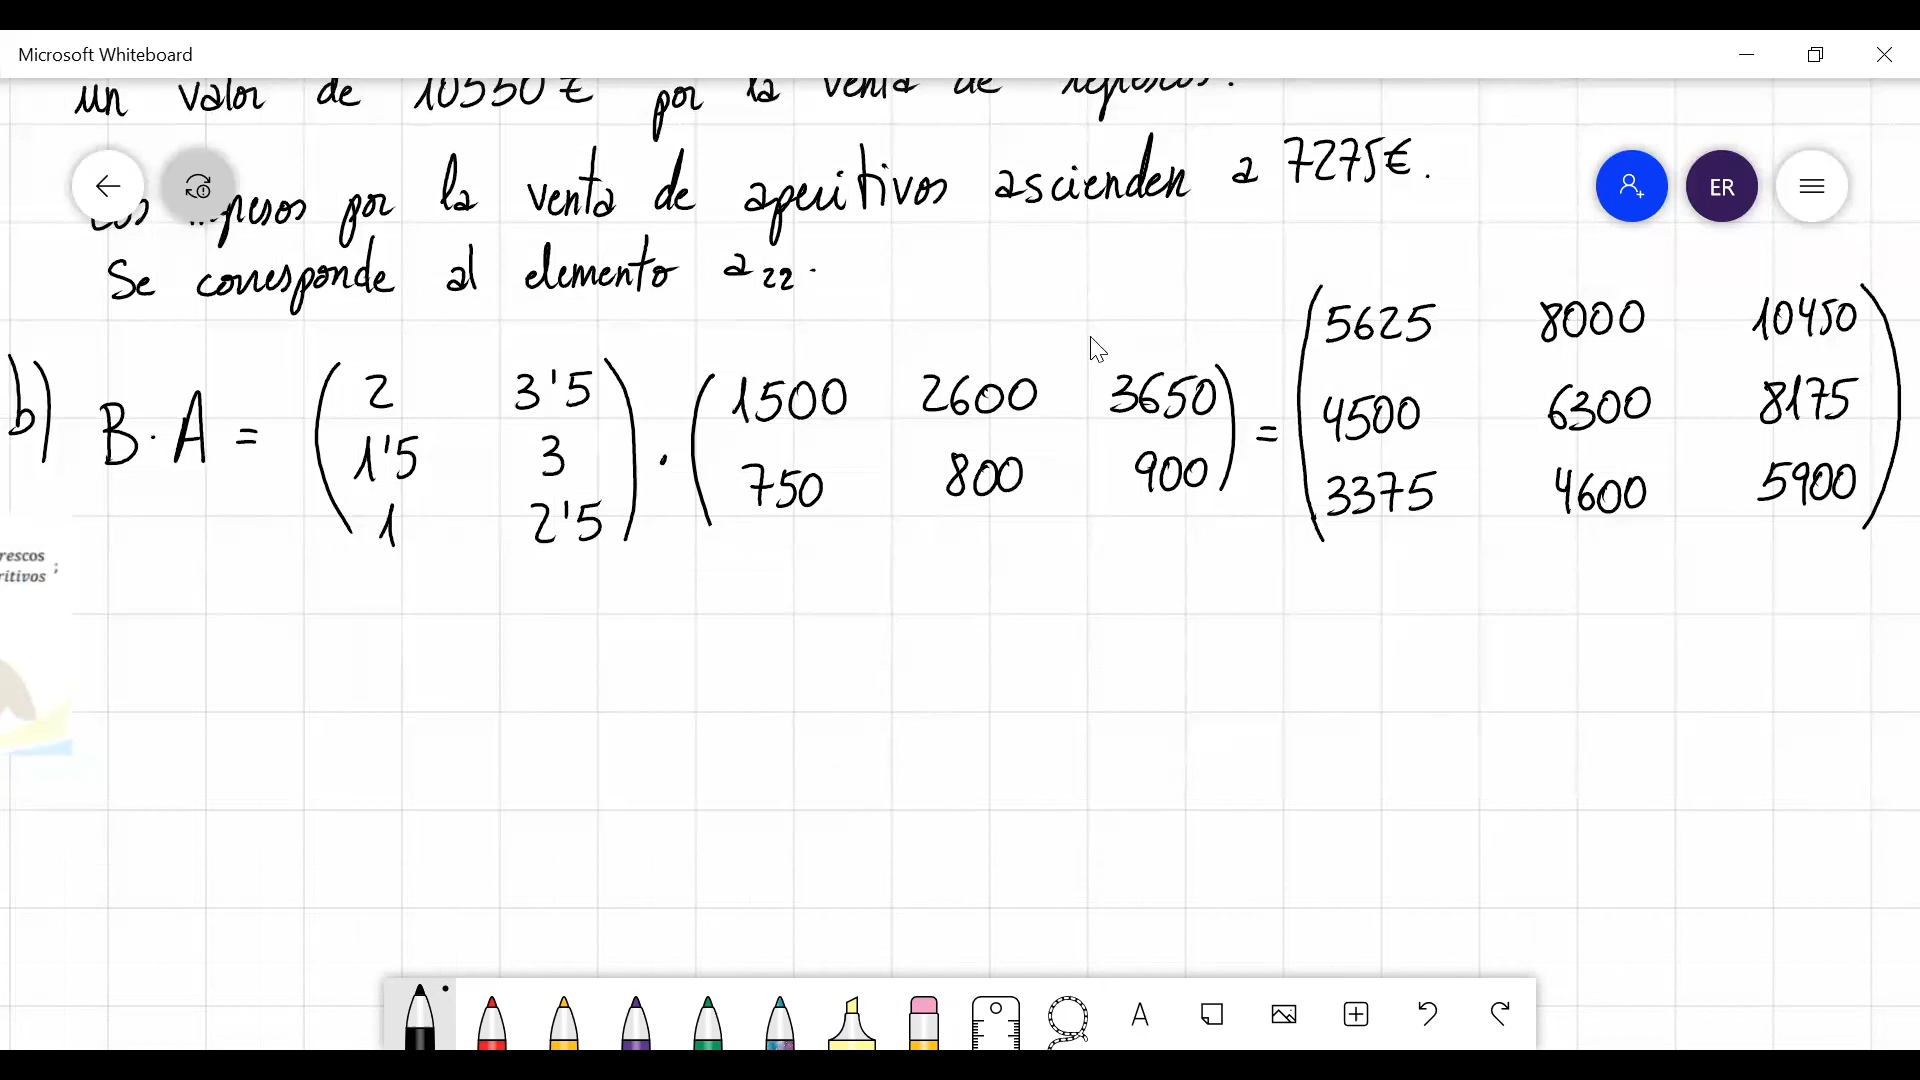 Microsoft Whiteboard
un valor de 10550 € por la venta de refrescos.
ingresos por la venta de aperitivos ascienden a 7275€.
ER
Se corresponde al elemento a22.
b) B·A = ( 2 3'5 ) · ( 1500 2600 3650 ) = ( 5625 8000 10450 )
1'5 3 750 800 900 4500 6300 8175
1 2'5 3375 4600 5900
rescos
ritivos ;